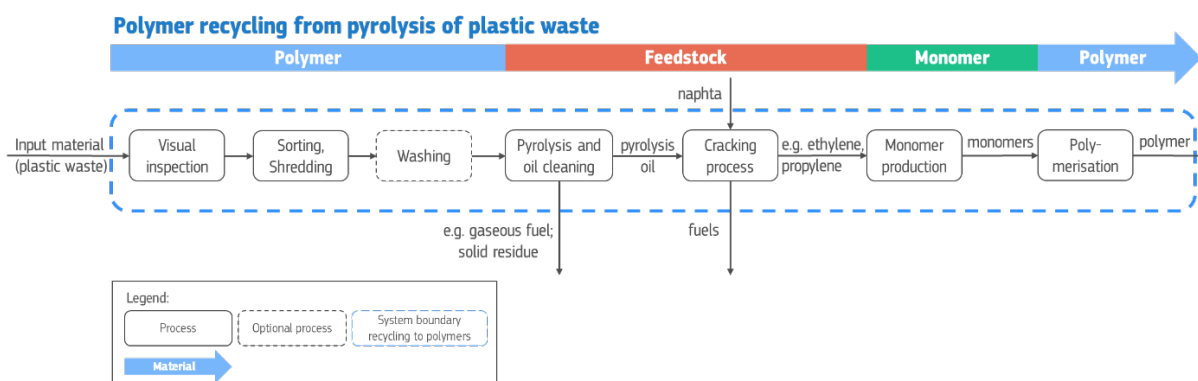 Polymer recycling from pyrolysis of plastic waste
Polymer
Feedstock
Monomer
Polymer
naphta
Input material
(plastic waste)
Visual
inspection
Sorting,
Shredding
Washing
Pyrolysis and
oil cleaning
pyrolysis
oil
Cracking
process
e.g. ethylene,
propylene
Monomer
production
monomers
Poly-
merisation
polymer
e.g. gaseous fuel;
solid residue
fuels
Legend:
Process
Optional process
System boundary
recycling to polymers
Material